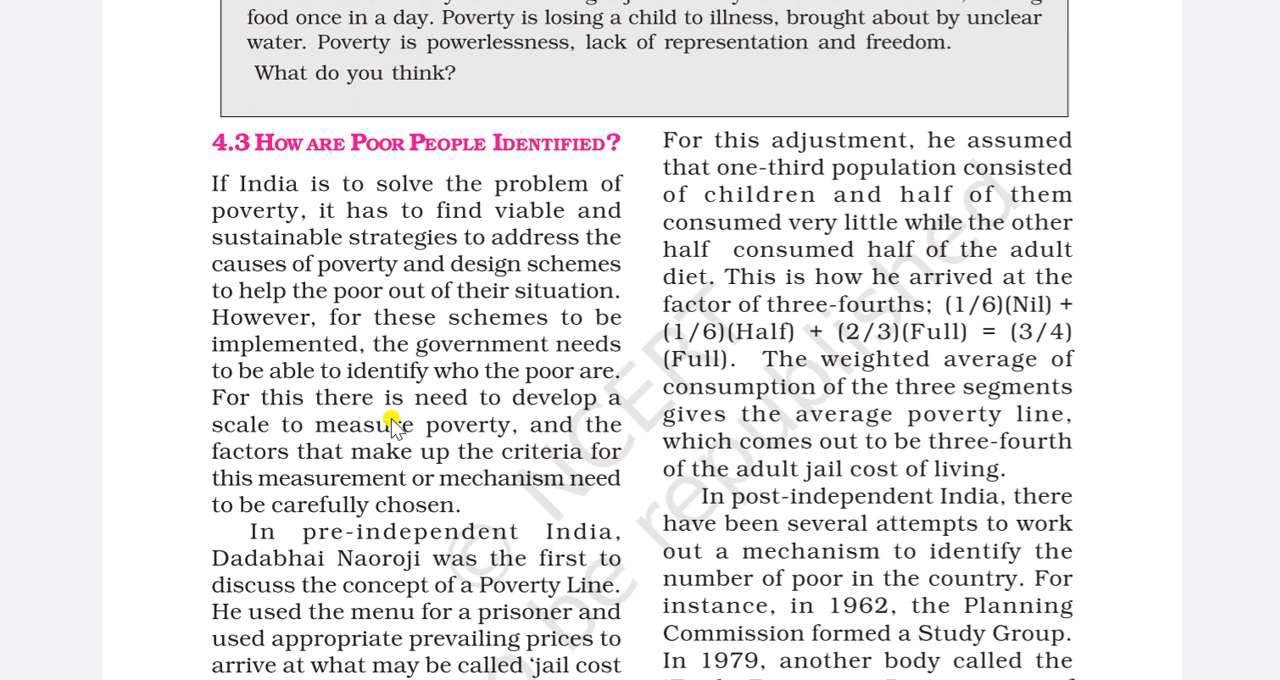 food once in a day. Poverty is losing a child to illness, brought about by unclear
water. Poverty is powerlessness, lack of representation and freedom.
What do you think?
4.3 How are Poor People Identified?
If India is to solve the problem of
poverty, it has to find viable and
sustainable strategies to address the
causes of poverty and design schemes
to help the poor out of their situation.
However, for these schemes to be
implemented, the government needs
to be able to identify who the poor are.
For this there is need to develop a
scale to measure poverty, and the
factors that make up the criteria for
this measurement or mechanism need
to be carefully chosen.
In pre-independent India,
Dadabhai Naoroji was the first to
discuss the concept of a Poverty Line.
He used the menu for a prisoner and
used appropriate prevailing prices to
arrive at what may be called ‘jail cost
For this adjustment, he assumed
that one-third population consisted
of children and half of them
consumed very little while the other
half consumed half of the adult
diet. This is how he arrived at the
factor of three-fourths; (1/6)(Nil) +
(1/6)(Half) + (2/3)(Full) = (3/4)
(Full). The weighted average of
consumption of the three segments
gives the average poverty line,
which comes out to be three-fourth
of the adult jail cost of living.
In post-independent India, there
have been several attempts to work
out a mechanism to identify the
number of poor in the country. For
instance, in 1962, the Planning
Commission formed a Study Group.
In 1979, another body called the
© NCERT
be republished